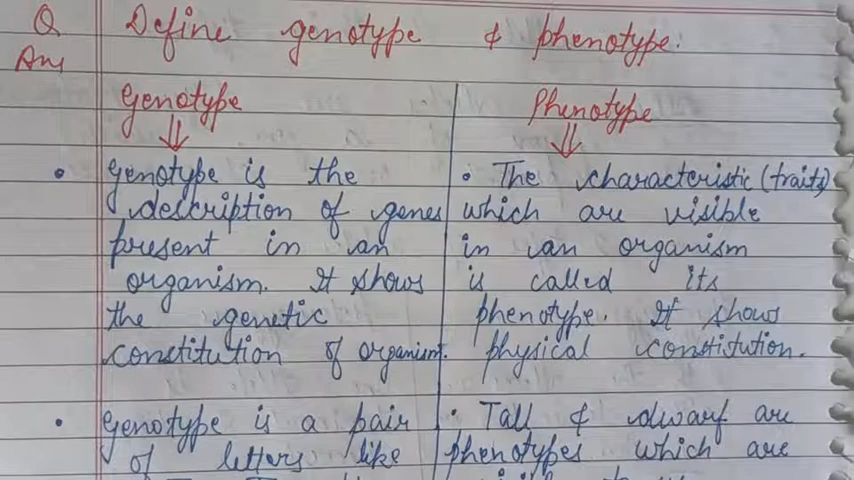 Q Define genotype & phenotype.
Ans
Genotype
Phenotype
• Genotype is the
description of genes
present in an
organism. It shows
the genetic
constitution of organism.
• The characteristic (traits)
which are visible
in an organism
is called its
phenotype. It shows
physical constitution.
• Genotype is a pair
of letters like
• Tall & dwarf are
phenotypes which are